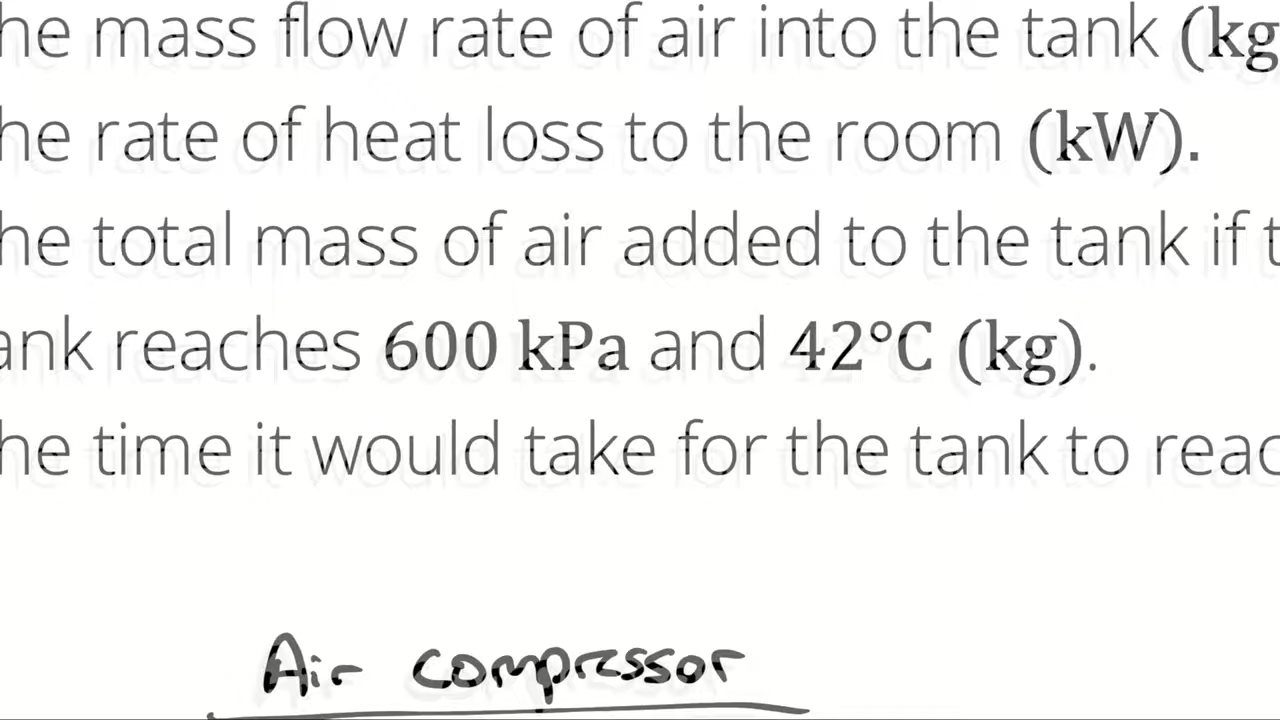 he mass flow rate of air into the tank (kg
he rate of heat loss to the room (kW).
he total mass of air added to the tank if t
ank reaches 600 kPa and 42°C (kg).
he time it would take for the tank to reac
Air compressor